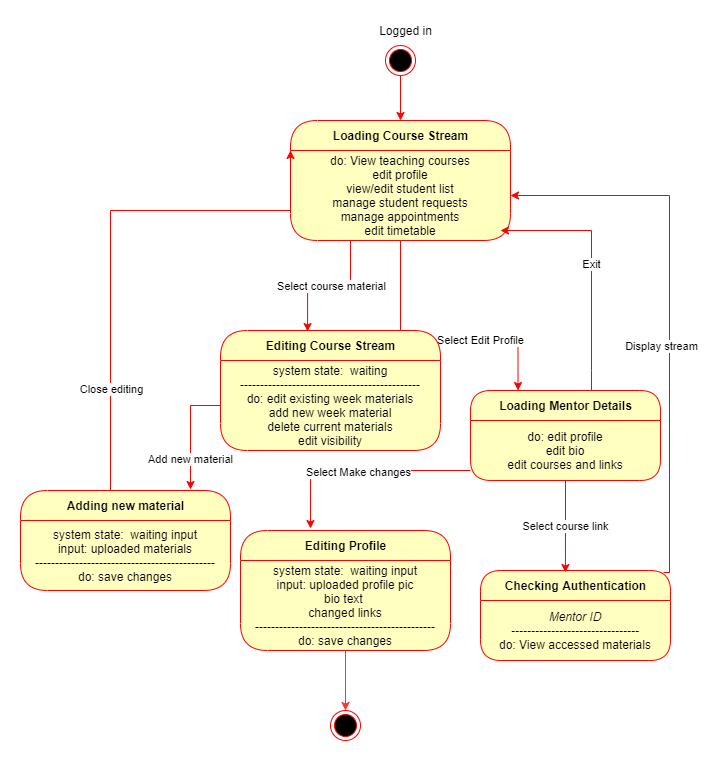 Logged in
Loading Course Stream
do: View teaching courses
edit profile
view/edit student list
manage student requests
manage appointments
edit timetable
Exit
Select course material
Select Edit Profile
Display stream
Editing Course Stream
system state:  waiting
---------------------------------------------
do: edit existing week materials
add new week material
delete current materials
edit visibility
Close editing
Loading Mentor Details
do: edit profile
edit bio
edit courses and links
Add new material
Select Make changes
Adding new material
system state:  waiting input
input: uploaded materials
---------------------------------------------
do: save changes
Select course link
Editing Profile
system state:  waiting input
input: uploaded profile pic
bio text
changed links
---------------------------------------------
do: save changes
Checking Authentication
Mentor ID
--------------------------------
do: View accessed materials